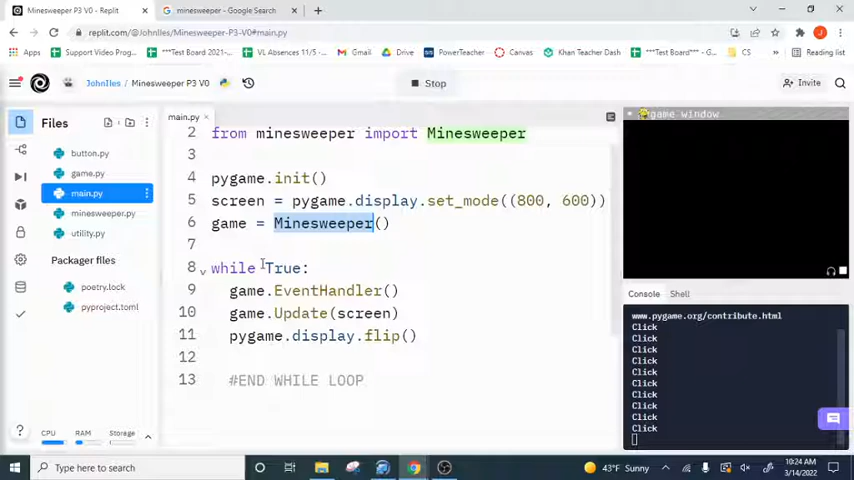 Minesweeper P3 V0 - Replit
minesweeper - Google Search
replit.com/@JohnIles/Minesweeper-P3-V0#main.py
Apps
Support Video Progr...
***Test Board 2021-...
VL Absences 11/5 -...
Gmail
Drive
PowerTeacher
Canvas
Khan Teacher Dash
***Test Board -...
CS
Reading list
JohnIles / Minesweeper P3 V0
Stop
Invite
Files
button.py
game.py
main.py
minesweeper.py
utility.py
Packager files
poetry.lock
pyproject.toml
CPU RAM Storage
main.py
2 from minesweeper import Minesweeper
3
4 pygame.init()
5 screen = pygame.display.set_mode((800, 600))
6 game = Minesweeper()
7
8 while True:
9 game.EventHandler()
10 game.Update(screen)
11 pygame.display.flip()
12
13 #END WHILE LOOP
game window
Console Shell
www.pygame.org/contribute.html
Click
Click
Click
Click
Click
Click
Click
Click
Click
Click
Type here to search
43°F Sunny
10:24 AM
3/14/2022